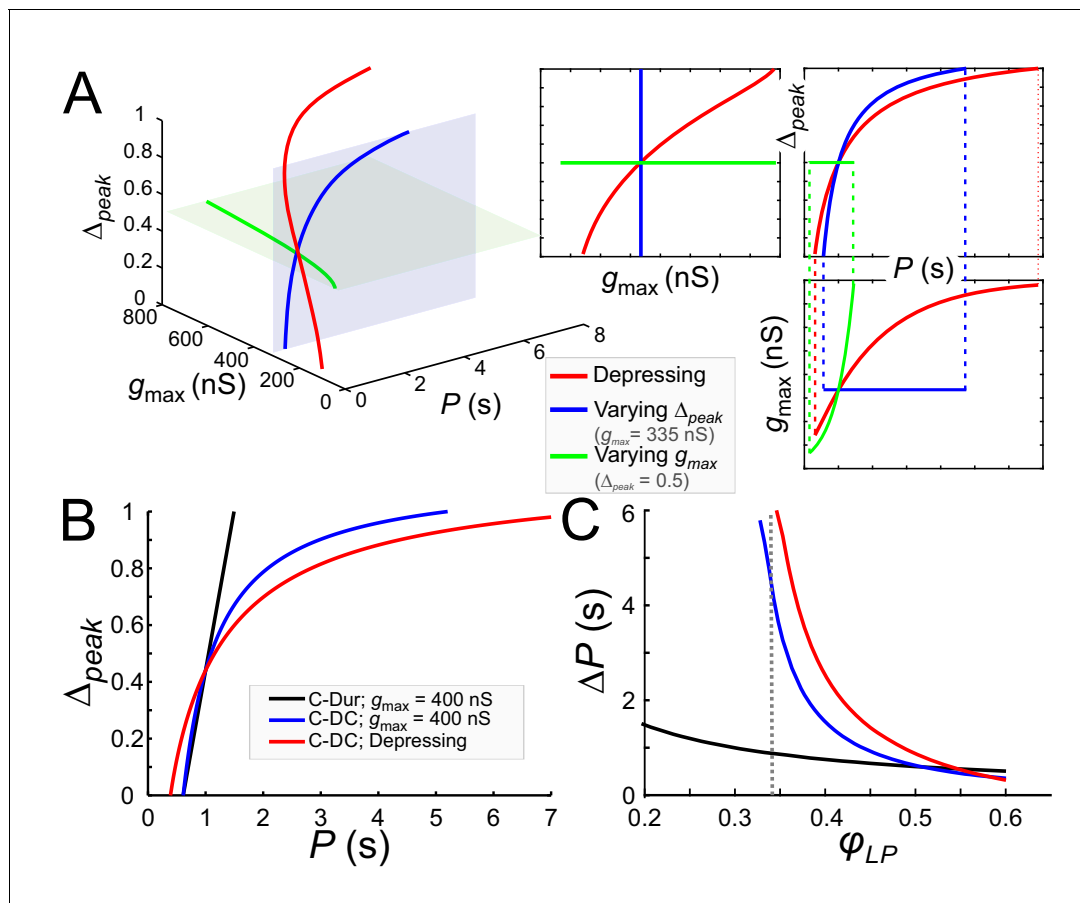 A
Δpeak
1
0.8
0.6
0.4
0.2
0
800
600
400
200
0
gmax (nS)
0
2
4
6
8
P (s)
gmax (nS)
Δpeak
P (s)
gmax (nS)
Depressing
Varying Δpeak
(gmax= 335 nS)
Varying gmax
(Δpeak = 0.5)
B
Δpeak
1
0.8
0.6
0.4
0.2
0
0 1 2 3 4 5 6 7
P (s)
C-Dur; gmax = 400 nS
C-DC; gmax = 400 nS
C-DC; Depressing
C
ΔP (s)
6
4
2
0
0.2 0.3 0.4 0.5 0.6
φLP